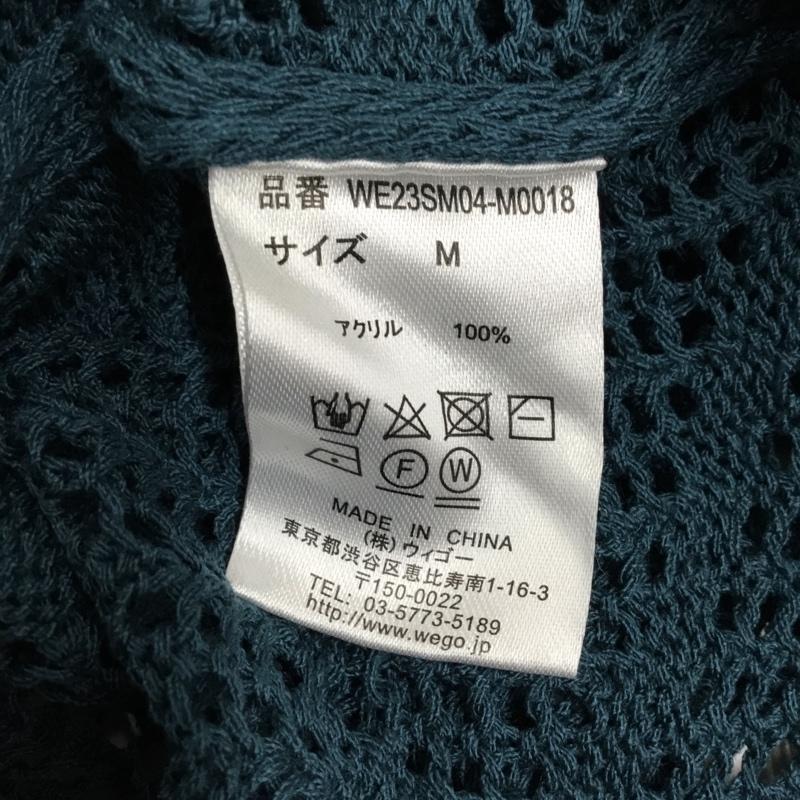 品番 WE23SM04-M0018
サイズ M
アクリル 100%
F W
MADE IN CHINA
(株)ウィゴー
東京都渋谷区恵比寿南1-16-3
〒150-0022
TEL: 03-5773-5189
http://www.wego.jp